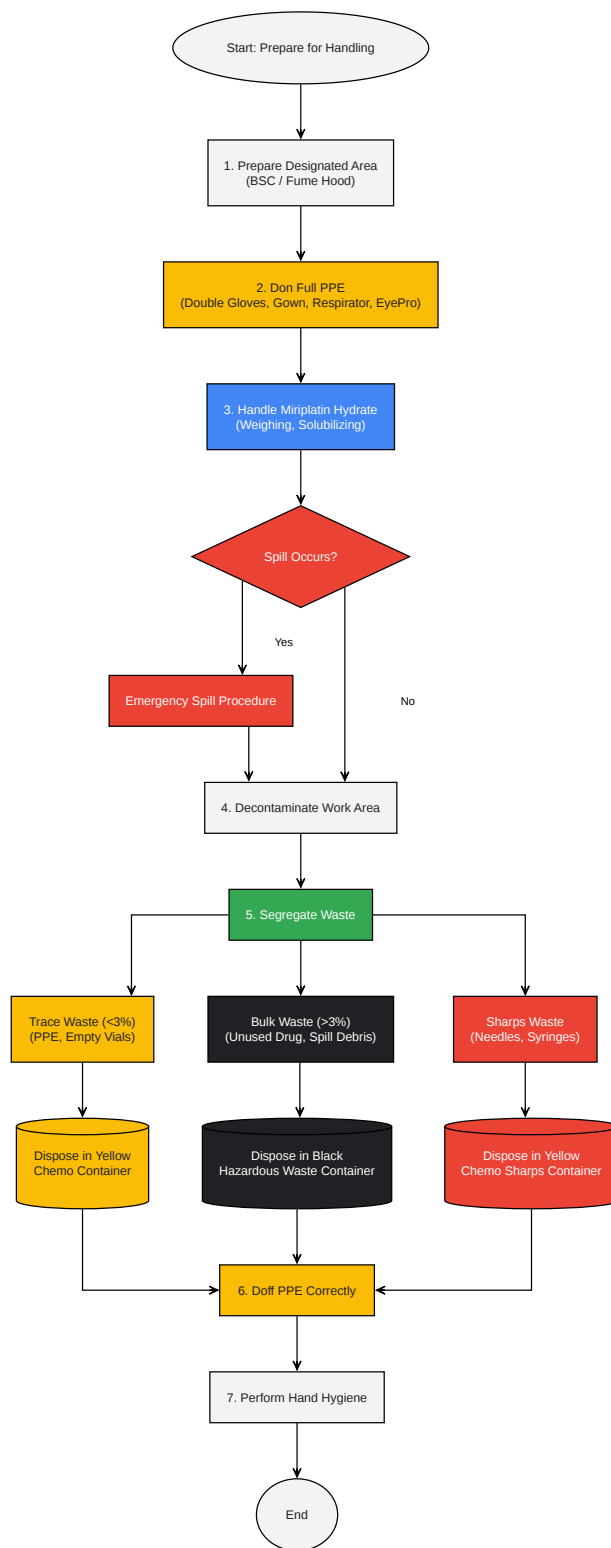 Start: Prepare for Handling
1. Prepare Designated Area
(BSC / Fume Hood)
2. Don Full PPE
(Double Gloves, Gown, Respirator, EyePro)
3. Handle Miriplatin Hydrate
(Weighing, Solubilizing)
Spill Occurs?
Yes
Emergency Spill Procedure
No
4. Decontaminate Work Area
5. Segregate Waste
Trace Waste (<3%)
(PPE, Empty Vials)
Bulk Waste (>3%)
(Unused Drug, Spill Debris)
Sharps Waste
(Needles, Syringes)
Dispose in Yellow
Chemo Container
Dispose in Black
Hazardous Waste Container
Dispose in Yellow
Chemo Sharps Container
6. Doff PPE Correctly
7. Perform Hand Hygiene
End